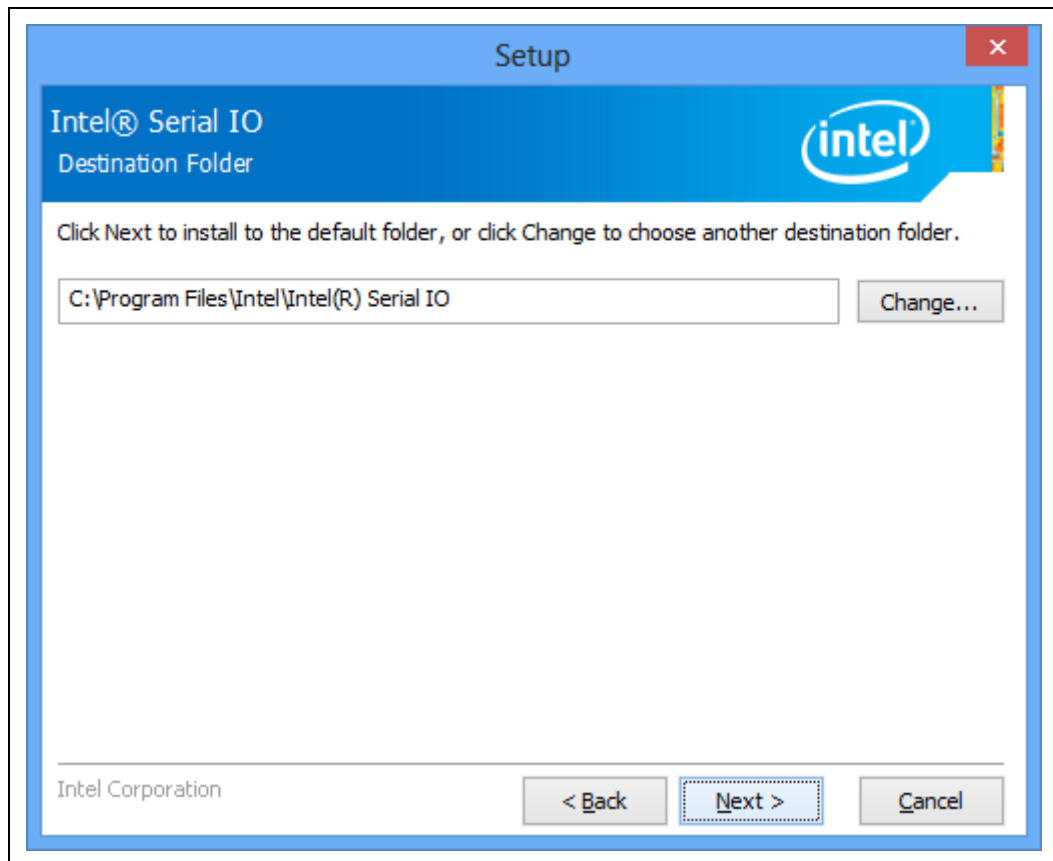 Setup
Intel® Serial IO
intel
Destination Folder
Click Next to install to the default folder, or click Change to choose another destination folder.
C:\Program Files\Intel\Intel(R) Serial IO
Change...
Intel Corporation
< Back
Next >
Cancel